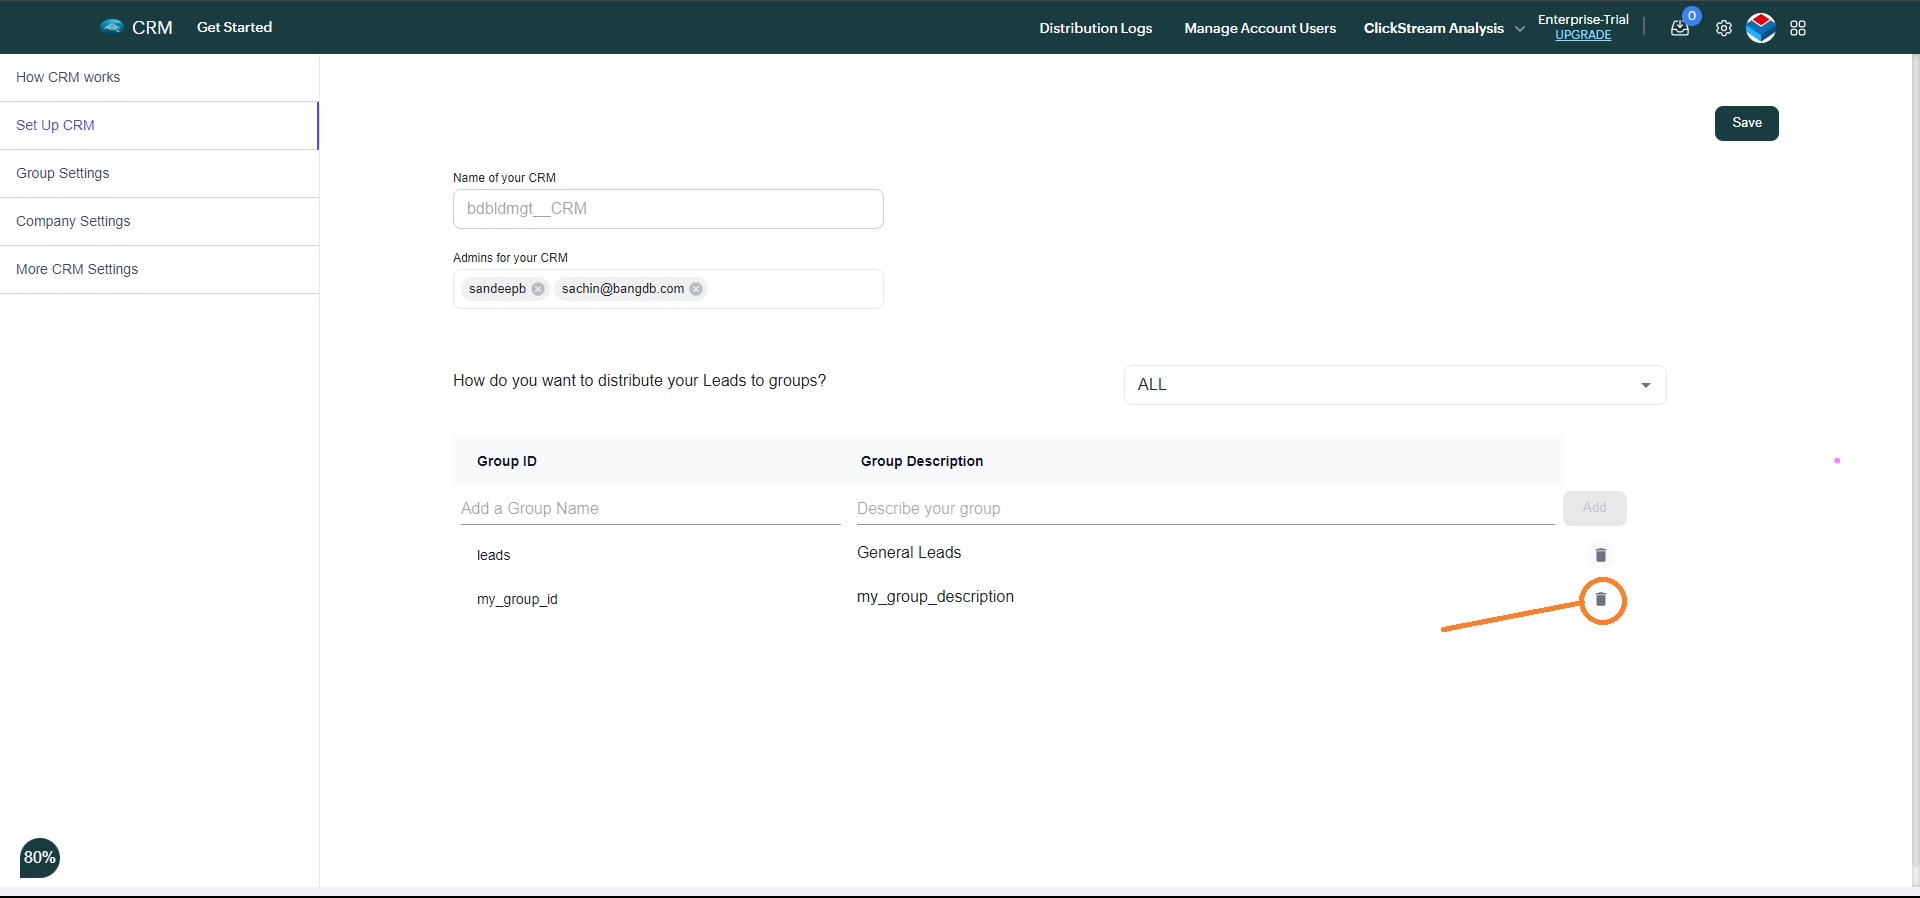 CRM Get Started Distribution Logs Manage Account Users ClickStream Analysis Enterprise-Trial 0
UPGRADE
How CRM works
Set Up CRM
Group Settings
Company Settings
More CRM Settings
Save
Name of your CRM
bdbldmgt__CRM
Admins for your CRM
sandeepb sachin@bangdb.com
How do you want to distribute your Leads to groups? ALL
Group ID Group Description
Add a Group Name Describe your group Add
leads General Leads
my_group_id my_group_description
80%